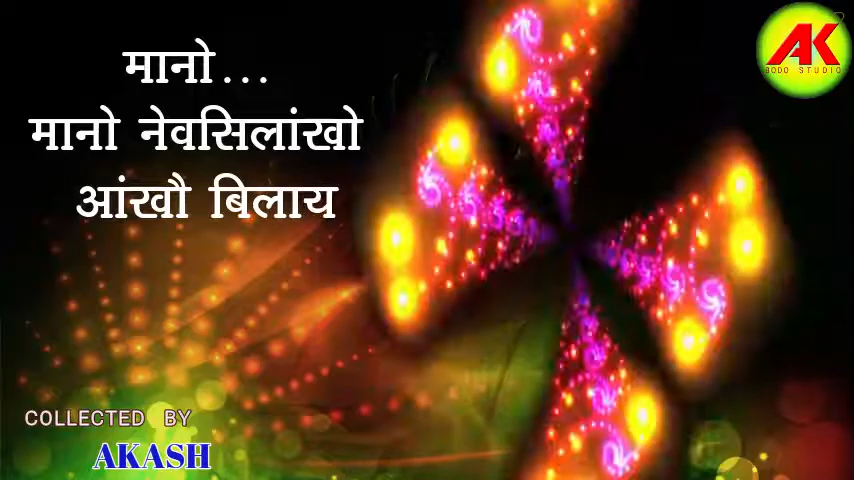 मानो...
मानो नेवसिलांखो
आंखौ बिलाय
AK
BODO STUDIO
COLLECTED BY
AKASH